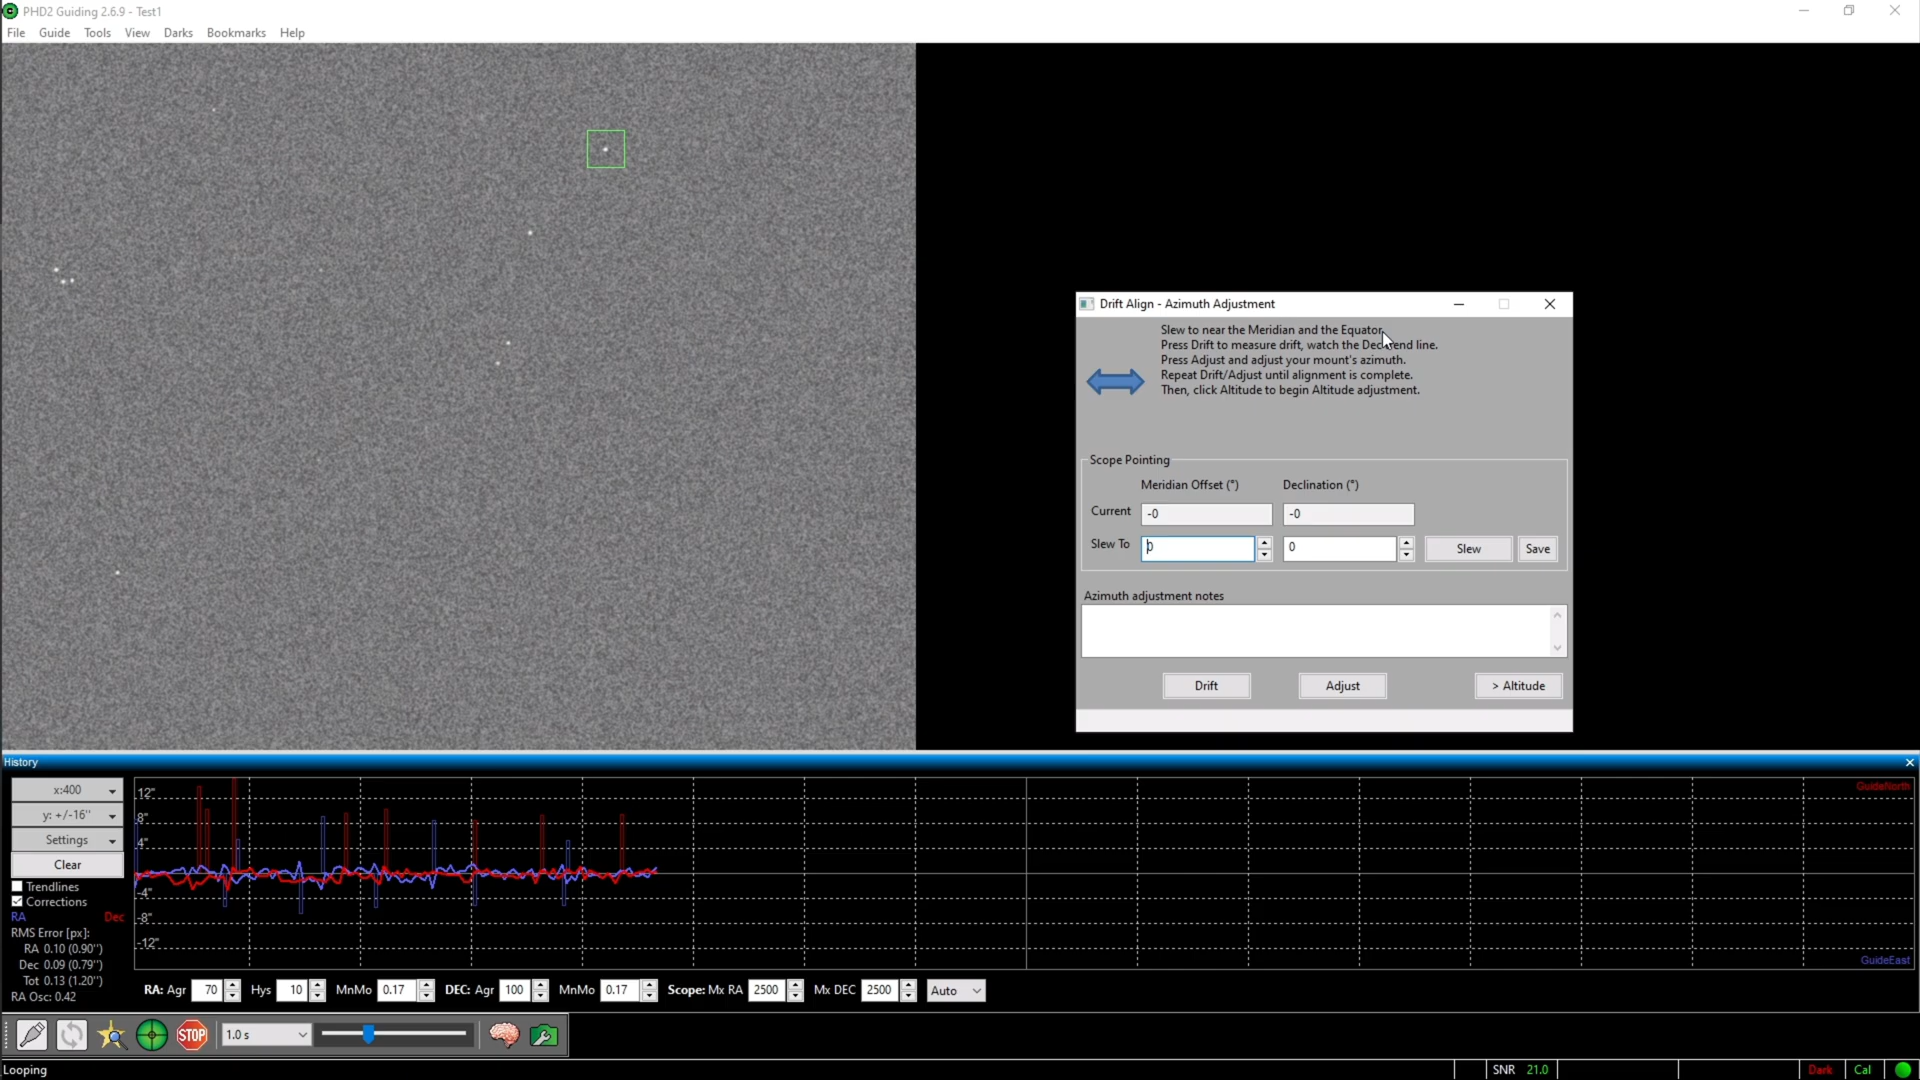 PHD2 Guiding 2.6.9 - Test1
File Guide Tools View Darks Bookmarks Help
Drift Align - Azimuth Adjustment
Slew to near the Meridian and the Equator.
Press Drift to measure drift, watch the Dec end line.
Press Adjust and adjust your mount's azimuth.
Repeat Drift/Adjust until alignment is complete.
Then, click Altitude to begin Altitude adjustment.
Scope Pointing
Meridian Offset (°) Declination (°)
Current -0 -0
Slew To 0 0 Slew Save
Azimuth adjustment notes
Drift Adjust > Altitude
History
x:400
y: +/-16"
Settings
Clear
Trendlines
Corrections
RA Dec
RMS Error [px]:
RA 0.10 (0.90")
Dec 0.09 (0.79")
Tot 0.13 (1.20")
RA Osc: 0.42
12"
8"
4"
-4"
-8"
-12"
GuideNorth
GuideEast
RA: Agr 70 Hys 10 MnMo 0.17 DEC: Agr 100 MnMo 0.17 Scope: Mx RA 2500 Mx DEC 2500 Auto
STOP 1.0 s
Looping SNR 21.0 Dark Cal